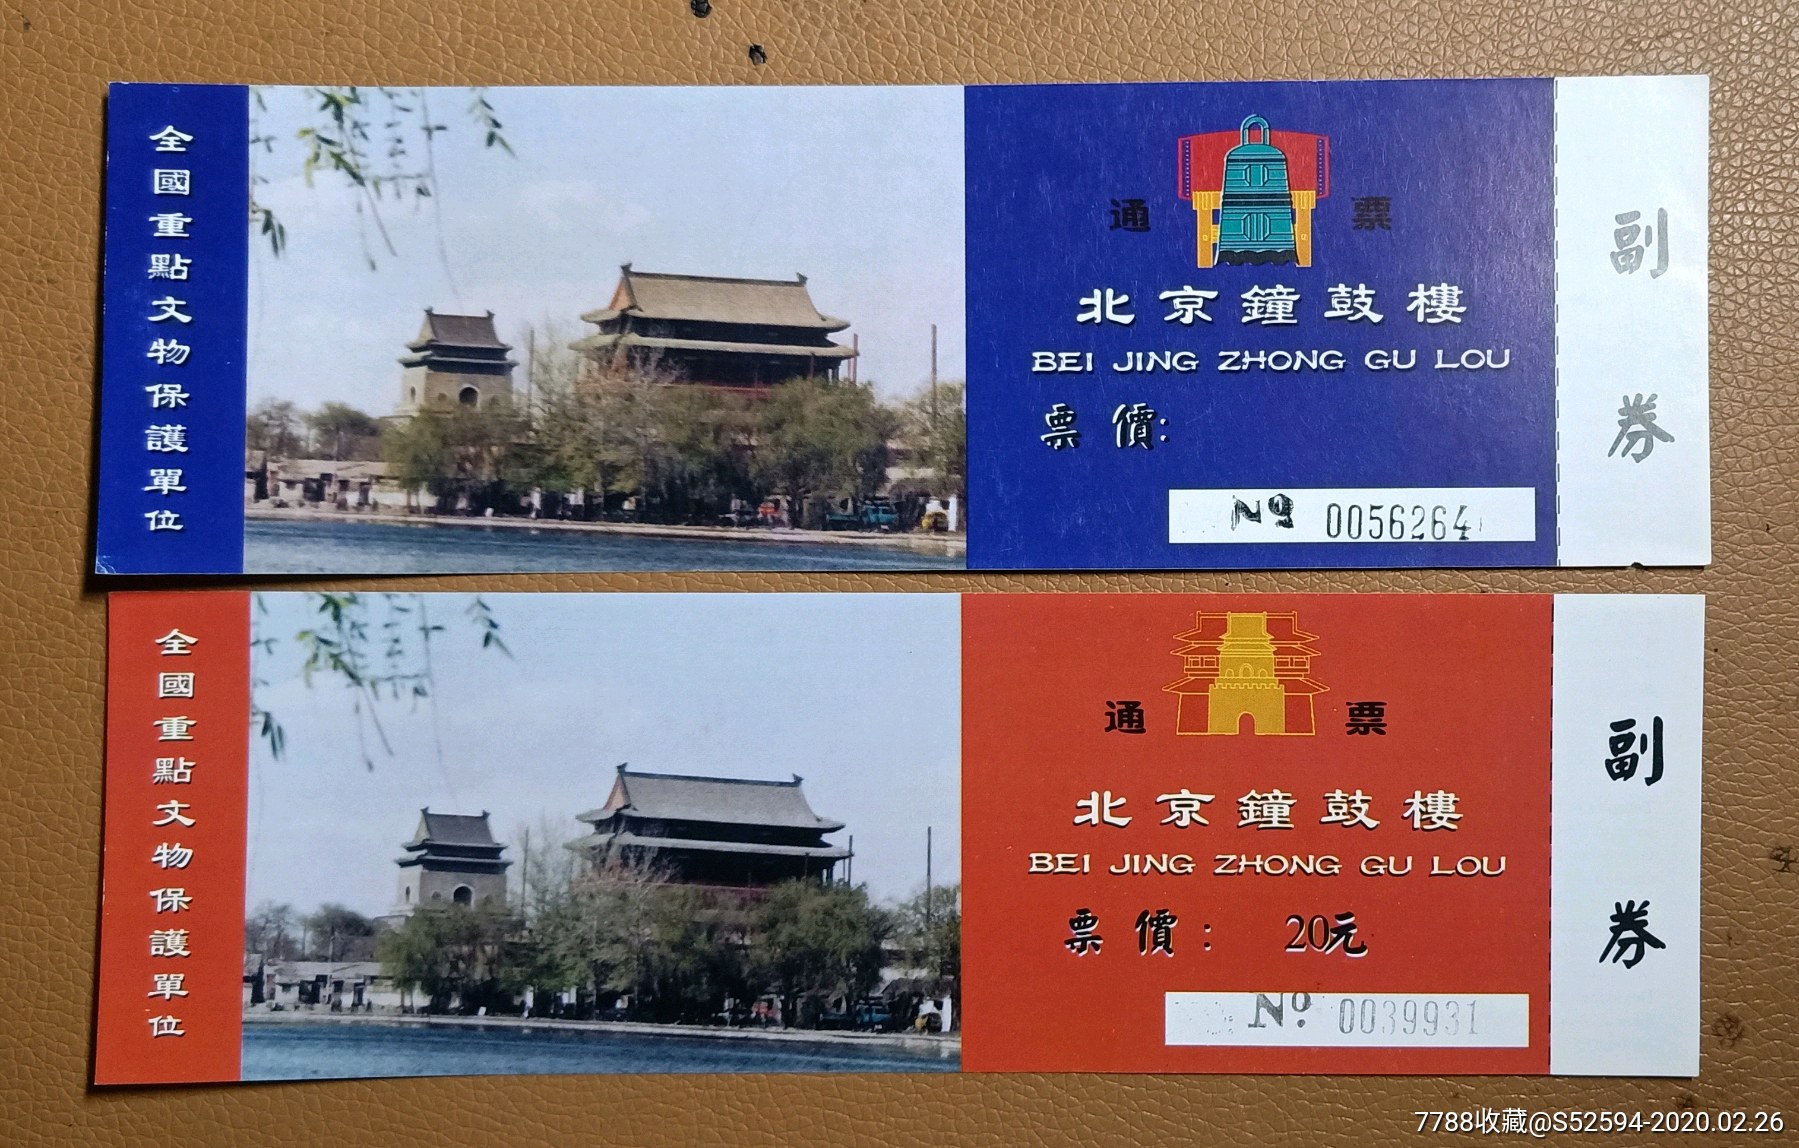 全國重點文物保護單位
通 票
北京鐘鼓樓
BEI JING ZHONG GU LOU
票價:
Nº 0056264
副券
全國重點文物保護單位
通 票
北京鐘鼓樓
BEI JING ZHONG GU LOU
票價: 20元
Nº 0039931
副券
7788收藏@S52594-2020.02.26